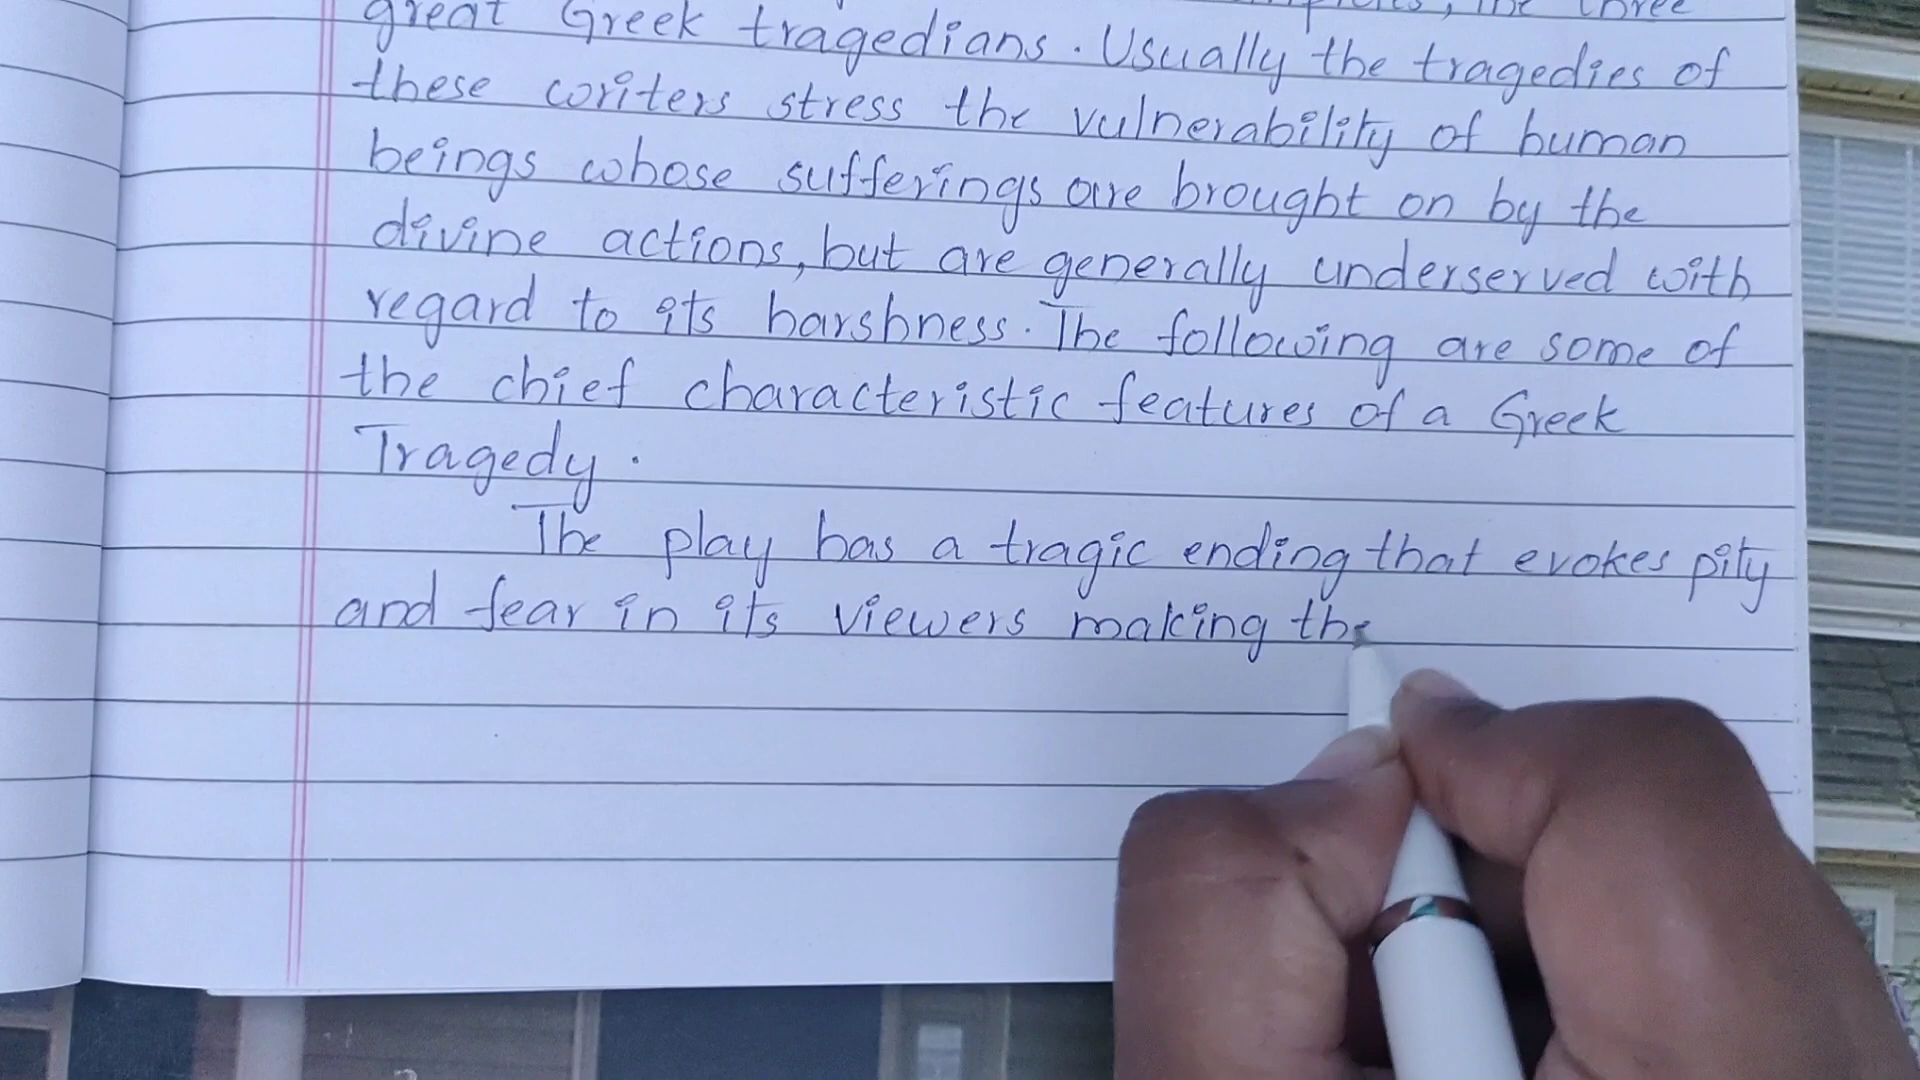 the three
great Greek tragedians. Usually the tragedies of
these writers stress the vulnerability of human
beings whose sufferings are brought on by the
divine actions, but are generally underserved with
regard to its harshness. The following are some of
the chief characteristic features of a Greek
Tragedy.
The play has a tragic ending that evokes pity
and fear in its viewers making the